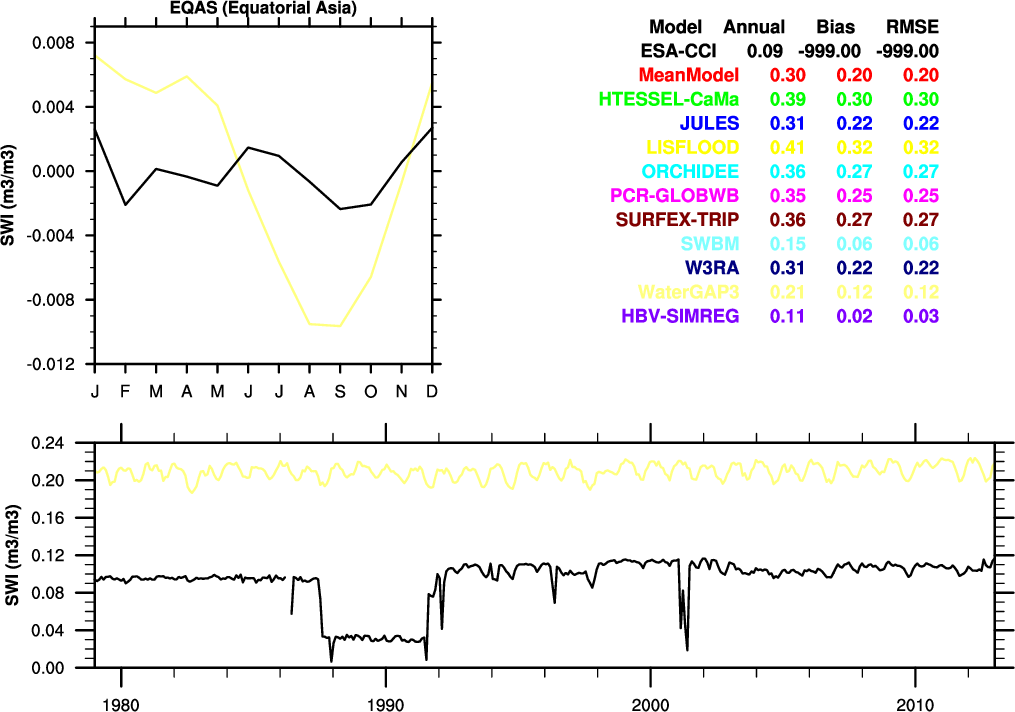 EQAS (Equatorial Asia)
0.008
0.004
0.000
-0.004
-0.008
-0.012
SWI (m3/m3)
J F M A M J J A S O N D
Model Annual Bias RMSE
ESA-CCI 0.09 -999.00 -999.00
MeanModel 0.30 0.20 0.20
HTESSEL-CaMa 0.39 0.30 0.30
JULES 0.31 0.22 0.22
LISFLOOD 0.41 0.32 0.32
ORCHIDEE 0.36 0.27 0.27
PCR-GLOBWB 0.35 0.25 0.25
SURFEX-TRIP 0.36 0.27 0.27
SWBM 0.15 0.06 0.06
W3RA 0.31 0.22 0.22
WaterGAP3 0.21 0.12 0.12
HBV-SIMREG 0.11 0.02 0.03
0.24
0.20
0.16
0.12
0.08
0.04
0.00
SWI (m3/m3)
1980 1990 2000 2010